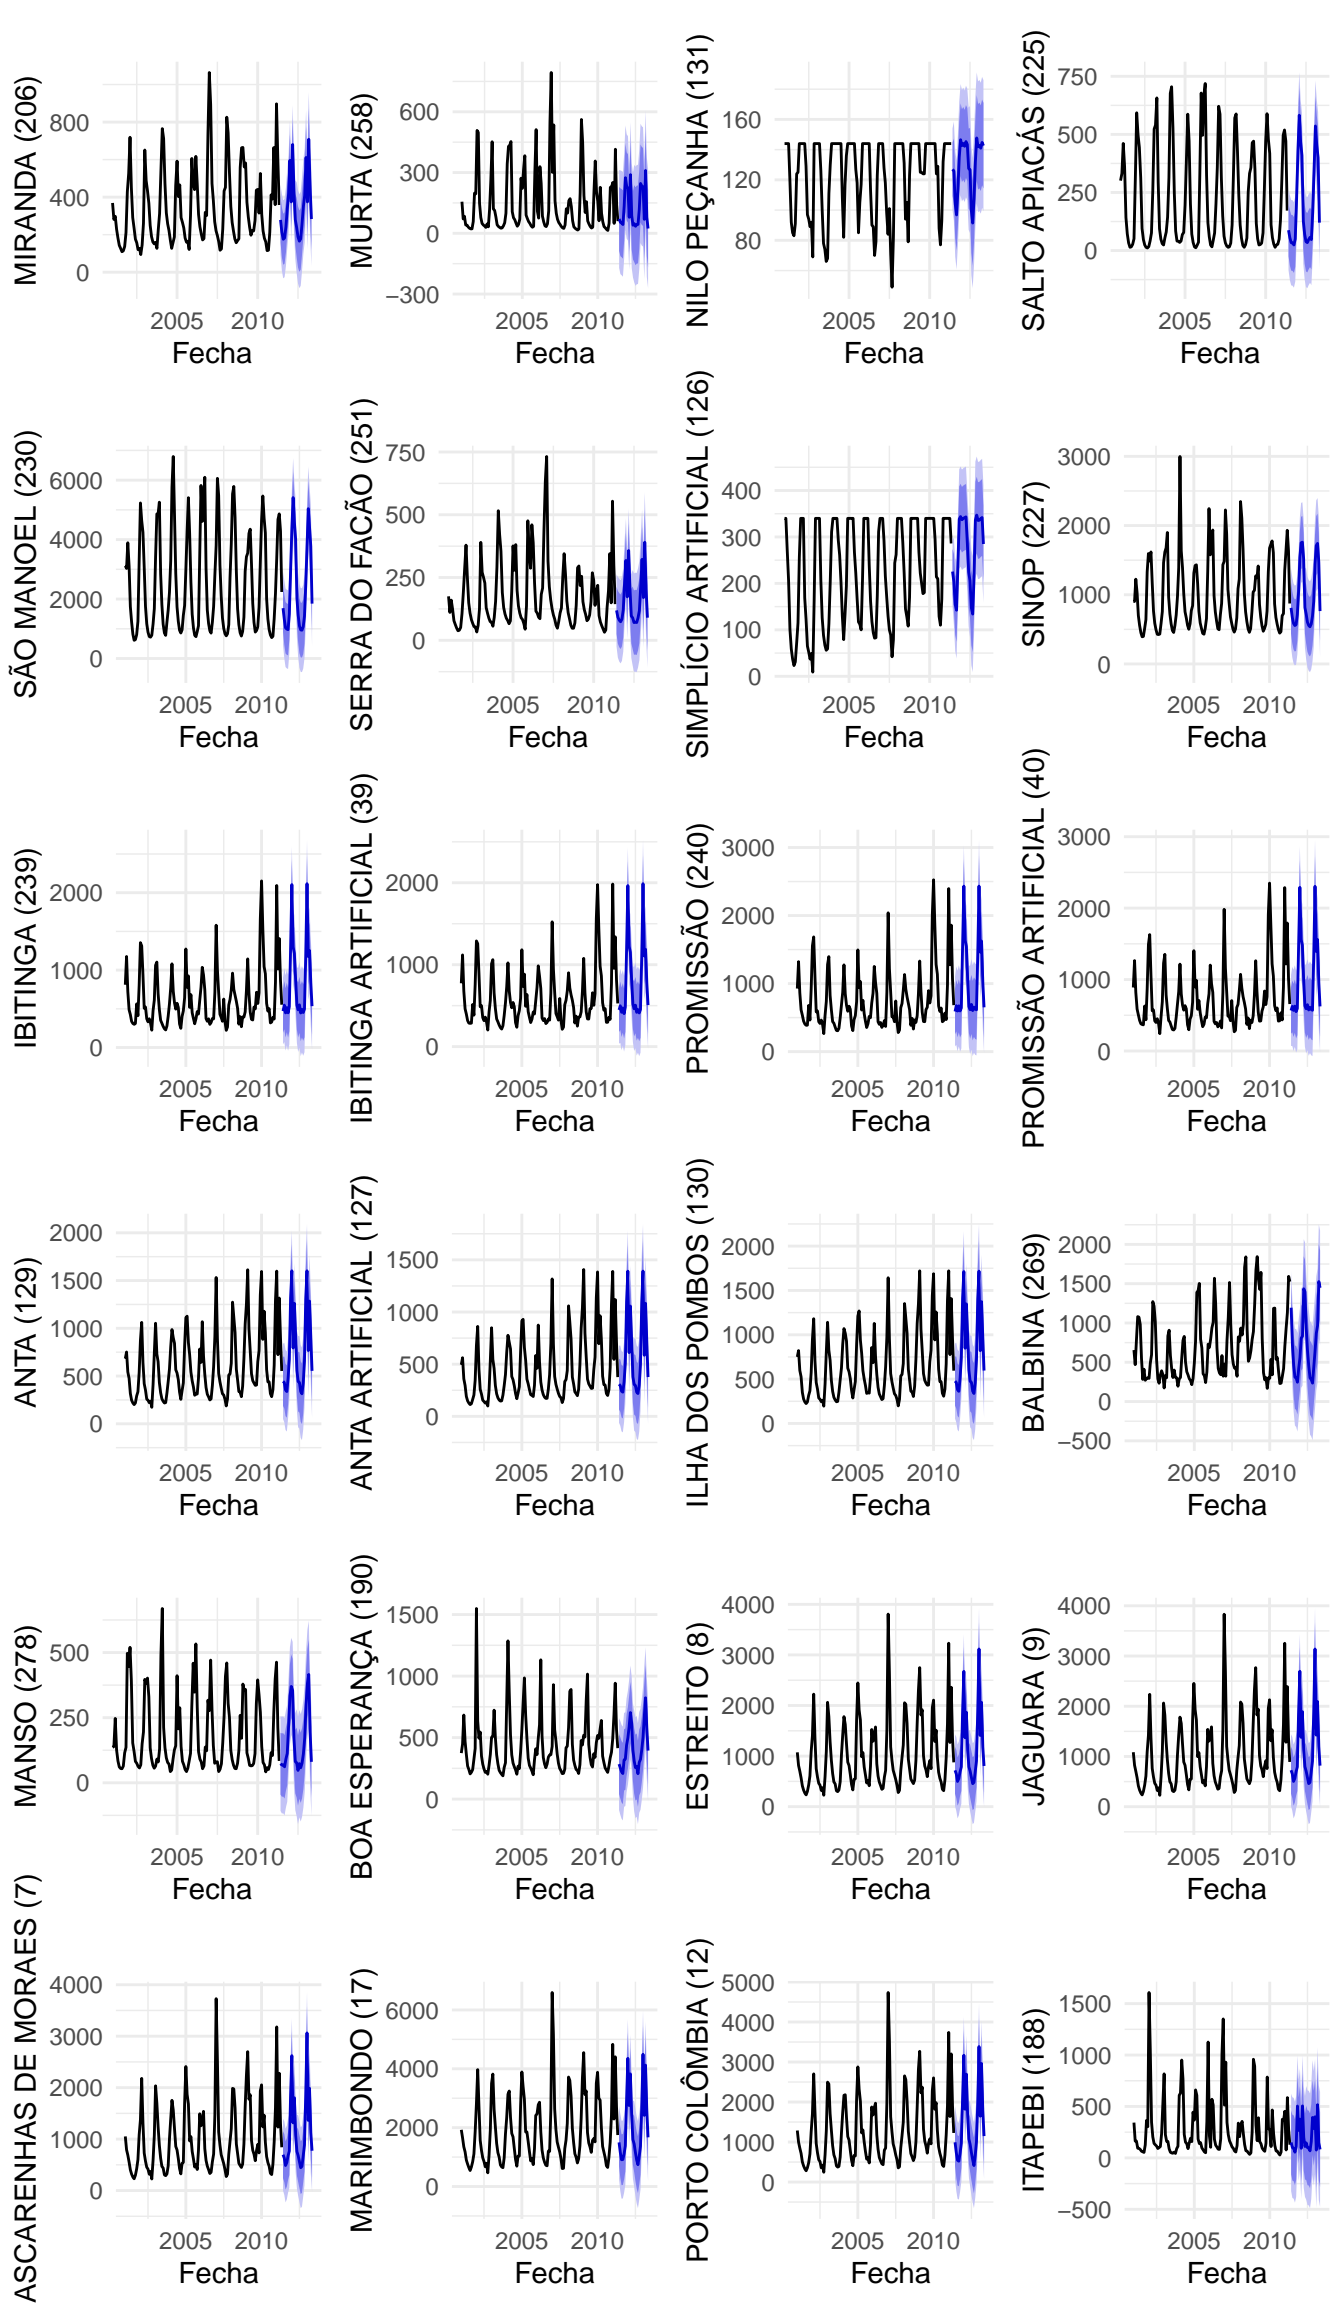 MIRANDA (206)
800
400
0
2005 2010
Fecha
MURTA (258)
600
300
0
−300
2005 2010
Fecha
NILO PEÇANHA (131)
160
120
80
2005 2010
Fecha
SALTO APIACÁS (225)
750
500
250
0
2005 2010
Fecha
SÃO MANOEL (230)
6000
4000
2000
0
2005 2010
Fecha
SERRA DO FACÃO (251)
750
500
250
0
2005 2010
Fecha
SIMPLÍCIO ARTIFICIAL (126)
400
300
200
100
0
2005 2010
Fecha
SINOP (227)
3000
2000
1000
0
2005 2010
Fecha
IBITINGA (239)
2000
1000
0
2005 2010
Fecha
IBITINGA ARTIFICIAL (39)
2000
1000
0
2005 2010
Fecha
PROMISSÃO (240)
3000
2000
1000
0
2005 2010
Fecha
PROMISSÃO ARTIFICIAL (40)
3000
2000
1000
0
2005 2010
Fecha
ANTA (129)
2000
1500
1000
500
0
2005 2010
Fecha
ANTA ARTIFICIAL (127)
1500
1000
500
0
2005 2010
Fecha
ILHA DOS POMBOS (130)
2000
1500
1000
500
0
2005 2010
Fecha
BALBINA (269)
2000
1500
1000
500
0
−500
2005 2010
Fecha
MANSO (278)
500
250
0
2005 2010
Fecha
BOA ESPERANÇA (190)
1500
1000
500
0
2005 2010
Fecha
ESTREITO (8)
4000
3000
2000
1000
0
2005 2010
Fecha
JAGUARA (9)
4000
3000
2000
1000
0
2005 2010
Fecha
ASCARENHAS DE MORAES (7)
4000
3000
2000
1000
0
2005 2010
Fecha
MARIMBONDO (17)
6000
4000
2000
0
2005 2010
Fecha
PORTO COLÔMBIA (12)
5000
4000
3000
2000
1000
0
2005 2010
Fecha
ITAPEBI (188)
1500
1000
500
0
−500
2005 2010
Fecha